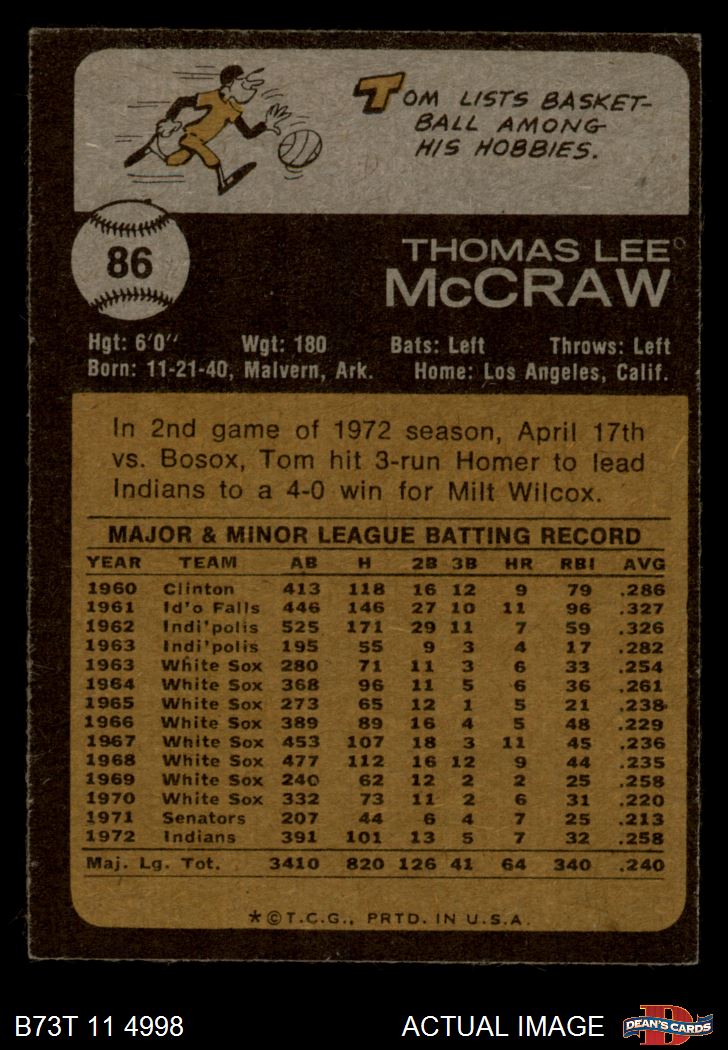 TOM LISTS BASKET-
BALL AMONG
HIS HOBBIES.
86
THOMAS LEE
McCRAW
Hgt: 6'0" Wgt: 180 Bats: Left Throws: Left
Born: 11-21-40, Malvern, Ark. Home: Los Angeles, Calif.
In 2nd game of 1972 season, April 17th
vs. Bosox, Tom hit 3-run Homer to lead
Indians to a 4-0 win for Milt Wilcox.
MAJOR & MINOR LEAGUE BATTING RECORD
YEAR TEAM AB H 2B 3B HR RBI AVG
1960 Clinton 413 118 16 12 9 79 .286
1961 Id'o Falls 446 146 27 10 11 96 .327
1962 Indi'polis 525 171 29 11 7 59 .326
1963 Indi'polis 195 55 9 3 4 17 .282
1963 White Sox 280 71 11 3 6 33 .254
1964 White Sox 368 96 11 5 6 36 .261
1965 White Sox 273 65 12 1 5 21 .238
1966 White Sox 389 89 16 4 5 48 .229
1967 White Sox 453 107 18 3 11 45 .236
1968 White Sox 477 112 16 12 9 44 .235
1969 White Sox 240 62 12 2 2 25 .258
1970 White Sox 332 73 11 2 6 31 .220
1971 Senators 207 44 6 4 7 25 .213
1972 Indians 391 101 13 5 7 32 .258
Maj. Lg. Tot. 3410 820 126 41 64 340 .240
*©T.C.G., PRTD. IN U.S.A.
B73T 11 4998 ACTUAL IMAGE
D
DEAN'S CARDS